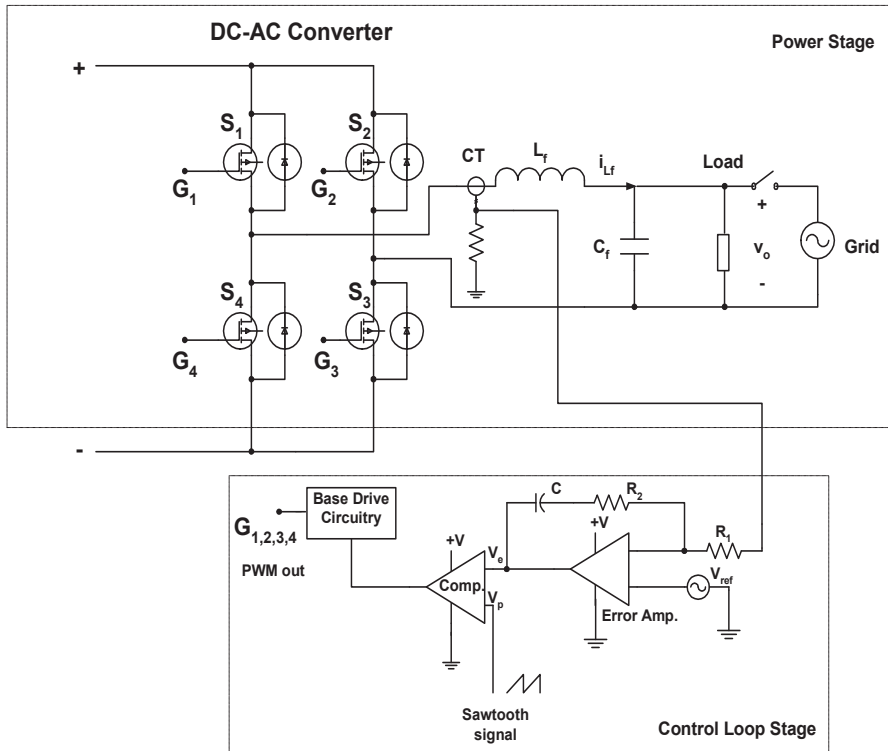 DC-AC Converter
Power Stage
+
S1
S2
G1
G2
CT
Lf
iLf
Load
+
Cf
vo
-
Grid
S4
S3
G4
G3
-
Base Drive
Circuitry
G1,2,3,4
PWM out
+V
Comp.
Ve
Vp
C
R2
+V
R1
Vref
Error Amp.
Sawtooth
signal
Control Loop Stage